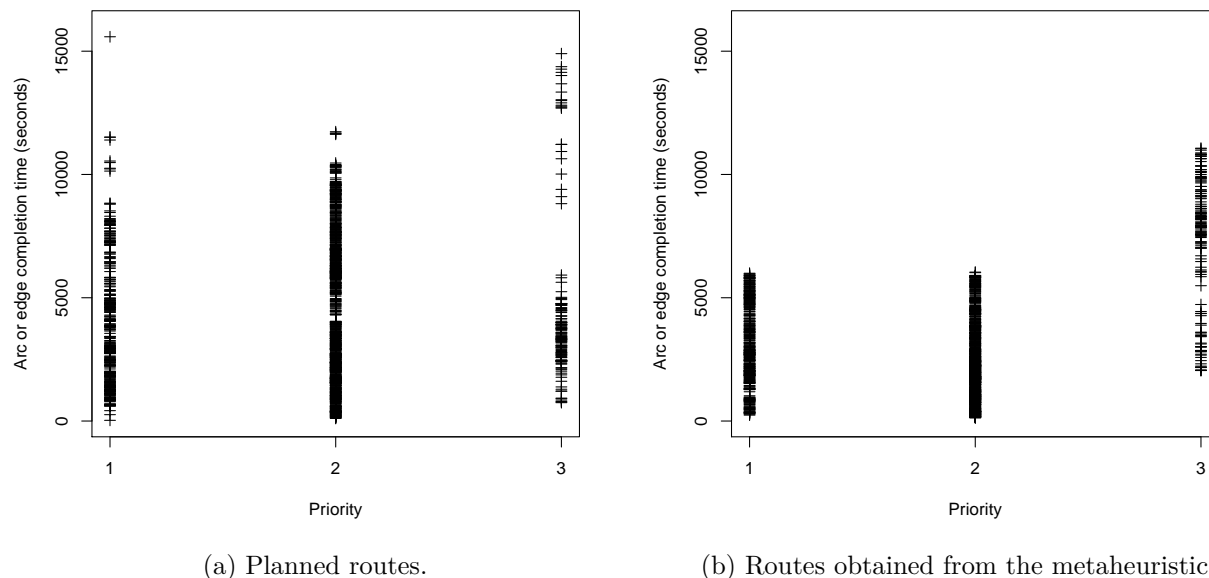 Arc or edge completion time (seconds)
15000
10000
5000
0
1 2 3
Priority
(a) Planned routes.
Arc or edge completion time (seconds)
15000
10000
5000
0
1 2 3
Priority
(b) Routes obtained from the metaheuristic